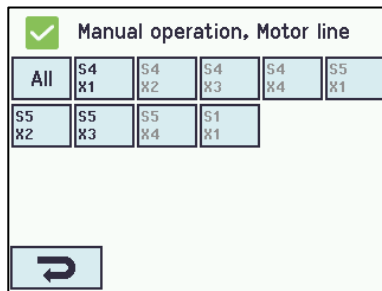 Manual operation, Motor line
All S4 S4 S4 S4 S5
X1 X2 X3 X4 X1
S5 S5 S5 S1
X2 X3 X4 X1